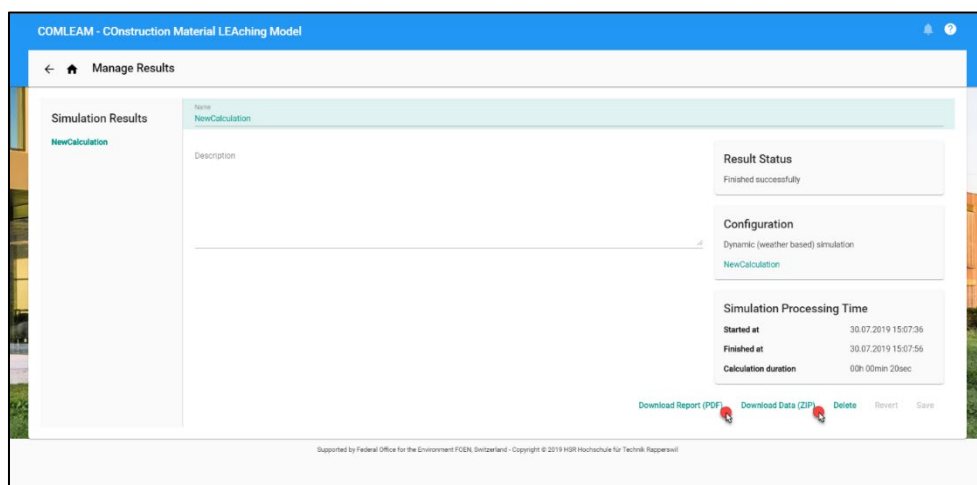 COMLEAM - COnstruction Material LEAching Model
Manage Results
Simulation Results
NewCalculation
Name
NewCalculation
Description
Result Status
Finished successfully
Configuration
Dynamic (weather based) simulation
NewCalculation
Simulation Processing Time
Started at 30.07.2019 15:07:36
Finished at 30.07.2019 15:07:56
Calculation duration 00h 00min 20sec
Download Report (PDF) Download Data (ZIP) Delete Revert Save
Supported by Federal Office for the Environment FOEN, Switzerland - Copyright © 2019 HSR Hochschule für Technik Rapperswil